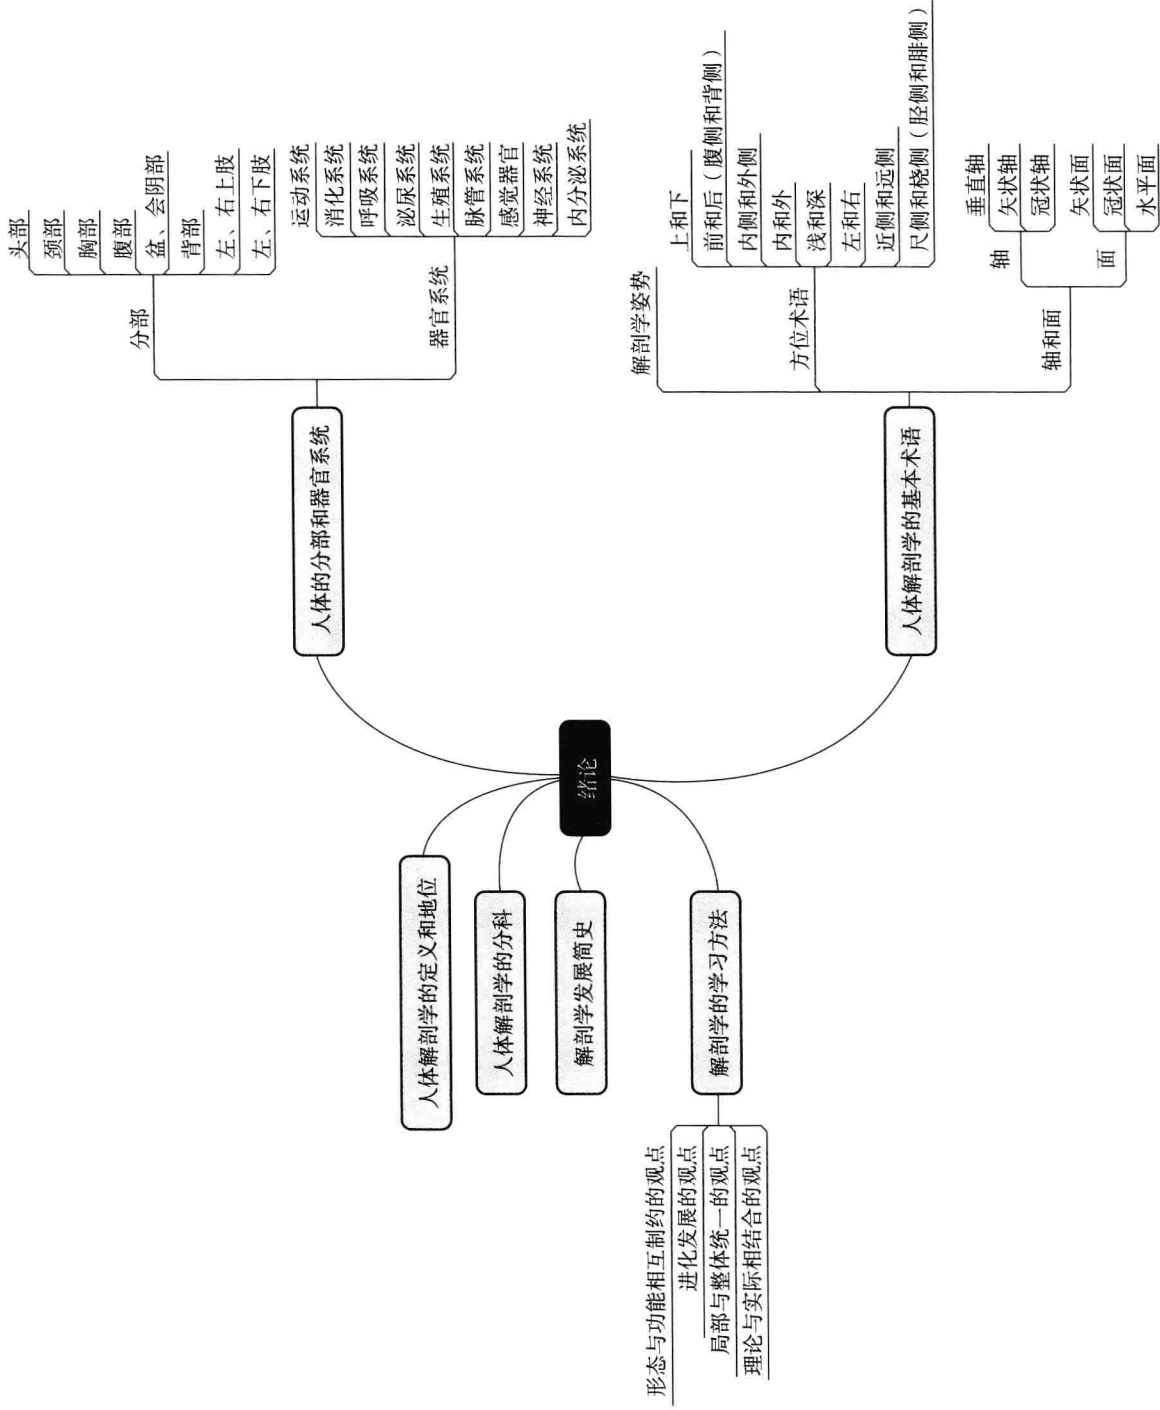 绪论
人体解剖学的定义和地位
人体解剖学的分科
解剖学发展简史
解剖学的学习方法
形态与功能相互制约的观点
进化发展的观点
局部与整体统一的观点
理论与实际相结合的观点
人体的分部和器官系统
分部
头部
颈部
胸部
腹部
盆、会阴部
背部
左、右上肢
左、右下肢
器官系统
运动系统
消化系统
呼吸系统
泌尿系统
生殖系统
脉管系统
感觉器官
神经系统
内分泌系统
人体解剖学的基本术语
解剖学姿势
方位术语
上和下
前和后（腹侧和背侧）
内侧和外侧
内和外
浅和深
左和右
近侧和远侧
尺侧和桡侧（胫侧和腓侧）
轴和面
轴
垂直轴
矢状轴
冠状轴
面
矢状面
冠状面
水平面